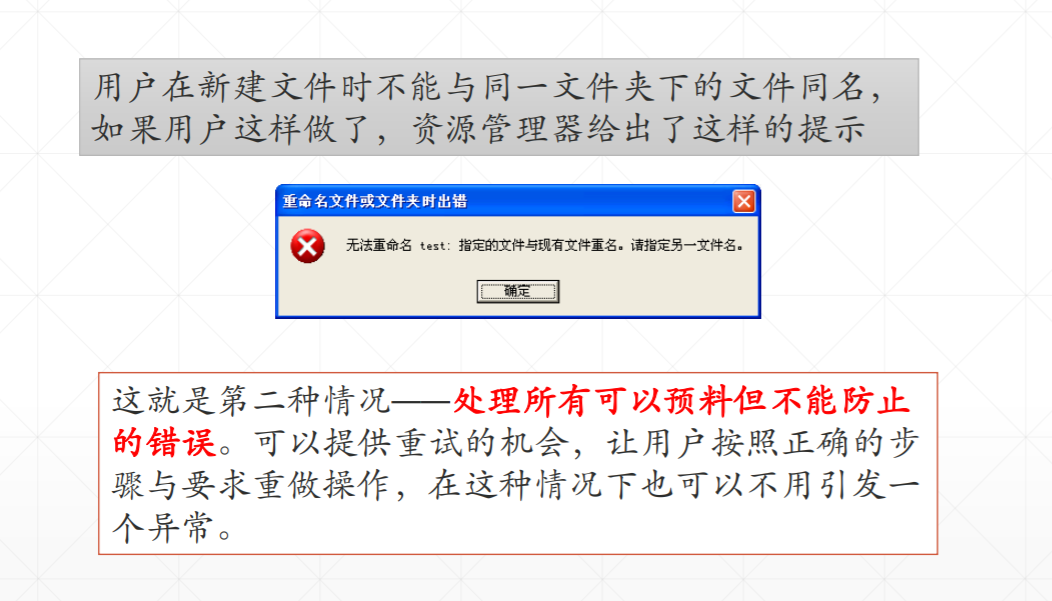 用户在新建文件时不能与同一文件夹下的文件同名，
如果用户这样做了，资源管理器给出了这样的提示
重命名文件或文件夹时出错
无法重命名 test: 指定的文件与现有文件重名。请指定另一文件名。
确定
这就是第二种情况——处理所有可以预料但不能防止
的错误。可以提供重试的机会，让用户按照正确的步
骤与要求重做操作，在这种情况下也可以不用引发一
个异常。